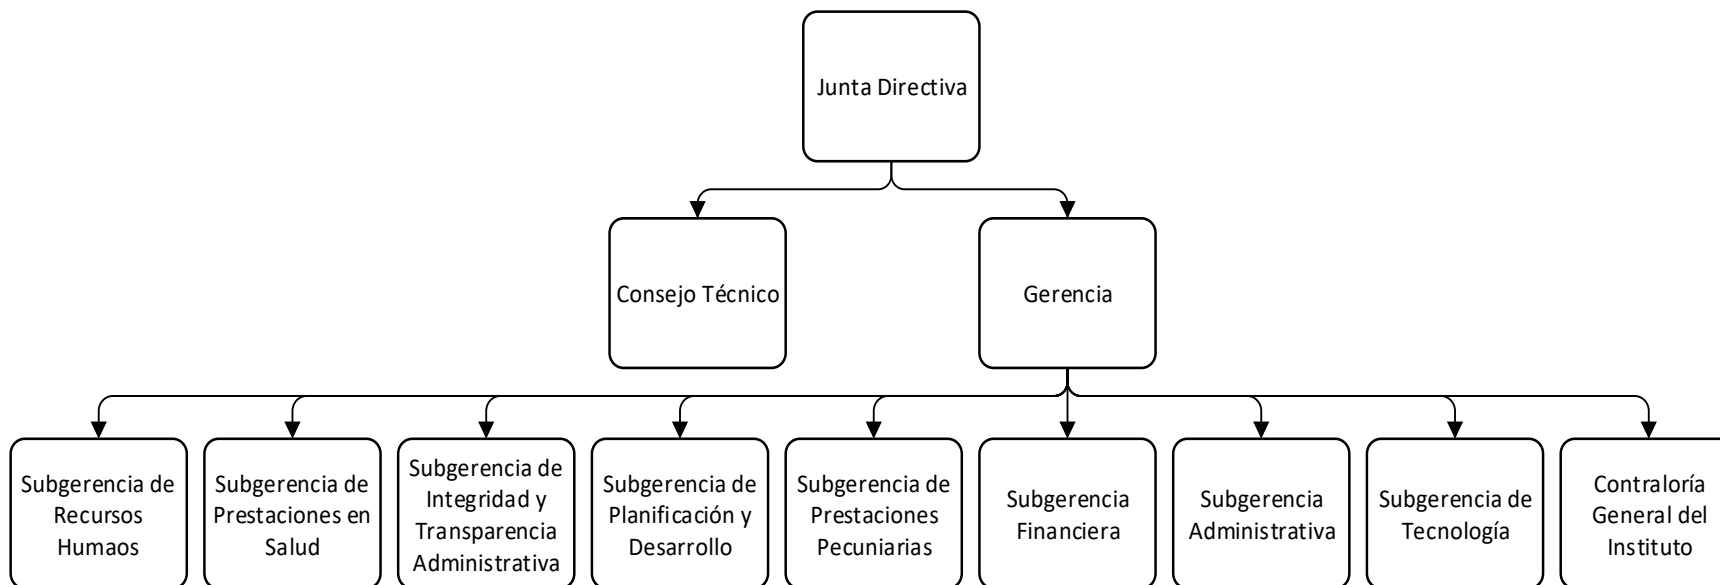 Junta Directiva
Consejo Técnico
Gerencia
Subgerencia de
Recursos
Humaos
Subgerencia de
Prestaciones en
Salud
Subgerencia de
Integridad y
Transparencia
Administrativa
Subgerencia de
Planificación y
Desarrollo
Subgerencia de
Prestaciones
Pecuniarias
Subgerencia
Financiera
Subgerencia
Administrativa
Subgerencia de
Tecnología
Contraloría
General del
Instituto